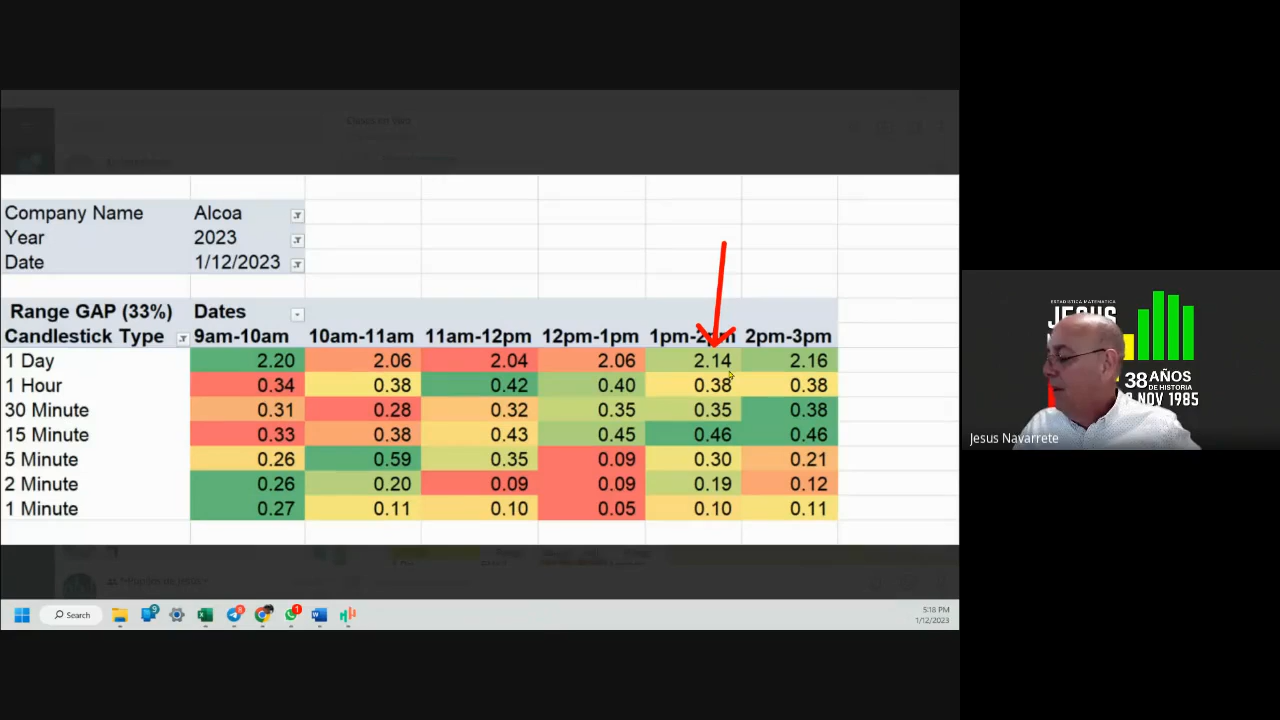 Company Name Alcoa
Year 2023
Date 1/12/2023
Range GAP (33%) Dates
Candlestick Type 9am-10am 10am-11am 11am-12pm 12pm-1pm 1pm-2pm 2pm-3pm
1 Day 2.20 2.06 2.04 2.06 2.14 2.16
1 Hour 0.34 0.38 0.42 0.40 0.38 0.38
30 Minute 0.31 0.28 0.32 0.35 0.35 0.38
15 Minute 0.33 0.38 0.43 0.45 0.46 0.46
5 Minute 0.26 0.59 0.35 0.09 0.30 0.21
2 Minute 0.26 0.20 0.09 0.09 0.19 0.12
1 Minute 0.27 0.11 0.10 0.05 0.10 0.11
Search
5:18 PM
1/12/2023
ESTADISTICA MATEMATICA
JESUS
38 AÑOS
DE HISTORIA
NOV 1985
Jesus Navarrete